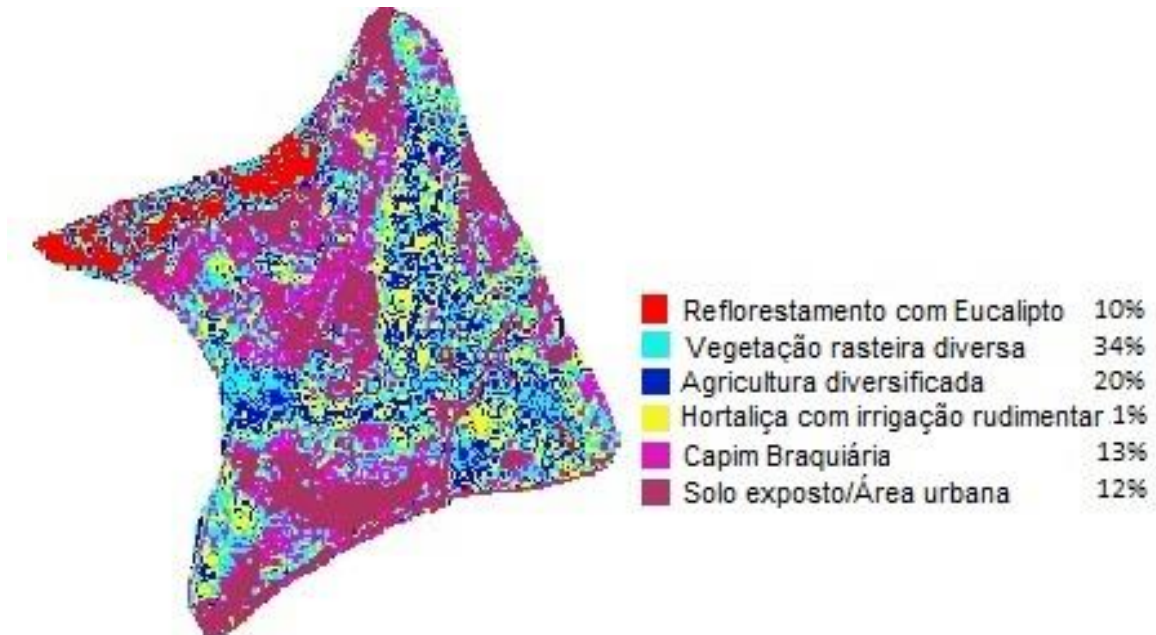 Reflorestamento com Eucalipto 10%
Vegetação rasteira diversa 34%
Agricultura diversificada 20%
Hortaliça com irrigação rudimentar 1%
Capim Braquiária 13%
Solo exposto/Área urbana 12%